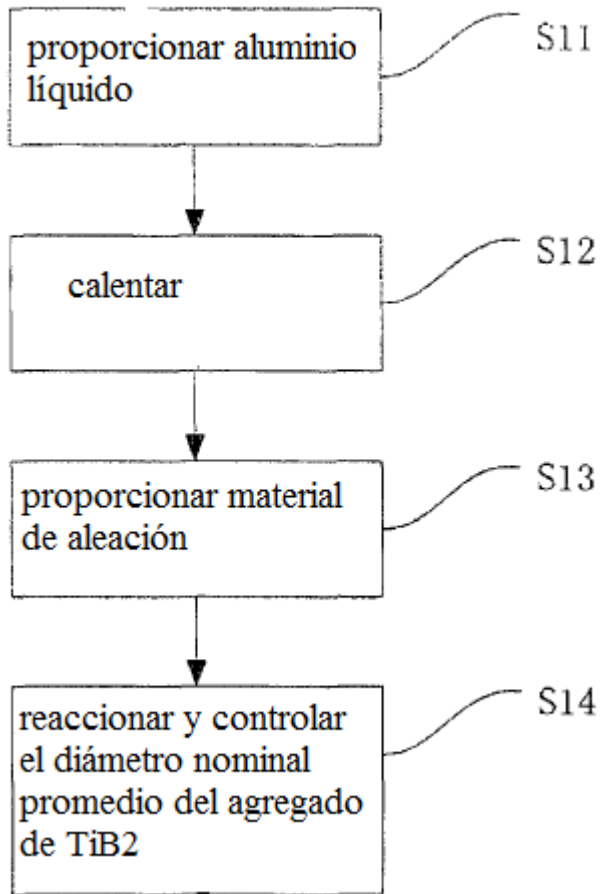 proporcionar aluminio
líquido
S11
calentar
S12
proporcionar material
de aleación
S13
reaccionar y controlar
el diámetro nominal
promedio del agregado
de TiB2
S14